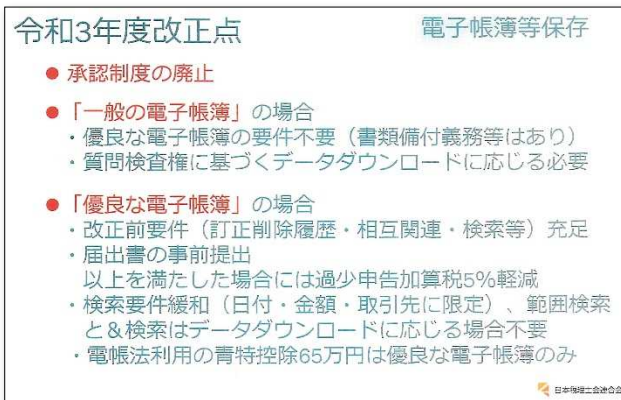 令和3年度改正点
電子帳簿等保存
● 承認制度の廃止
● 「一般の電子帳簿」の場合
・優良な電子帳簿の要件不要（書類備付義務等はあり）
・質問検査権に基づくデータダウンロードに応じる必要
● 「優良な電子帳簿」の場合
・改正前要件（訂正削除履歴・相互関連・検索等）充足
・届出書の事前提出
以上を満たした場合には過少申告加算税5％軽減
・検索要件緩和（日付・金額・取引先に限定）、範囲検索
と＆検索はデータダウンロードに応じる場合不要
・電帳法利用の青特控除65万円は優良な電子帳簿のみ
日本税理士会連合会